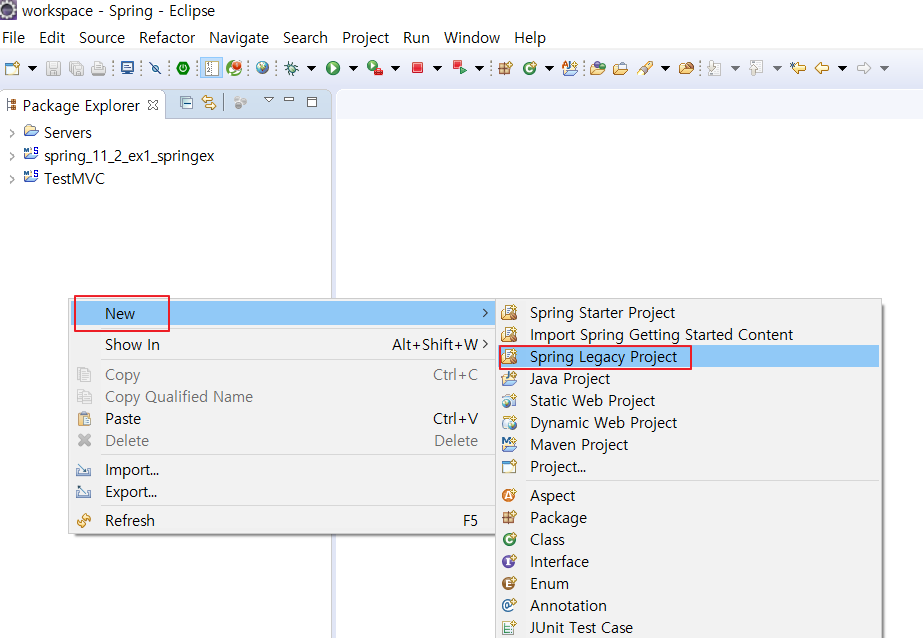 workspace - Spring - Eclipse
File Edit Source Refactor Navigate Search Project Run Window Help
Package Explorer
Servers
spring_11_2_ex1_springex
TestMVC
New
Show In Alt+Shift+W
Copy Ctrl+C
Copy Qualified Name
Paste Ctrl+V
Delete Delete
Import...
Export...
Refresh F5
Spring Starter Project
Import Spring Getting Started Content
Spring Legacy Project
Java Project
Static Web Project
Dynamic Web Project
Maven Project
Project...
Aspect
Package
Class
Interface
Enum
Annotation
JUnit Test Case